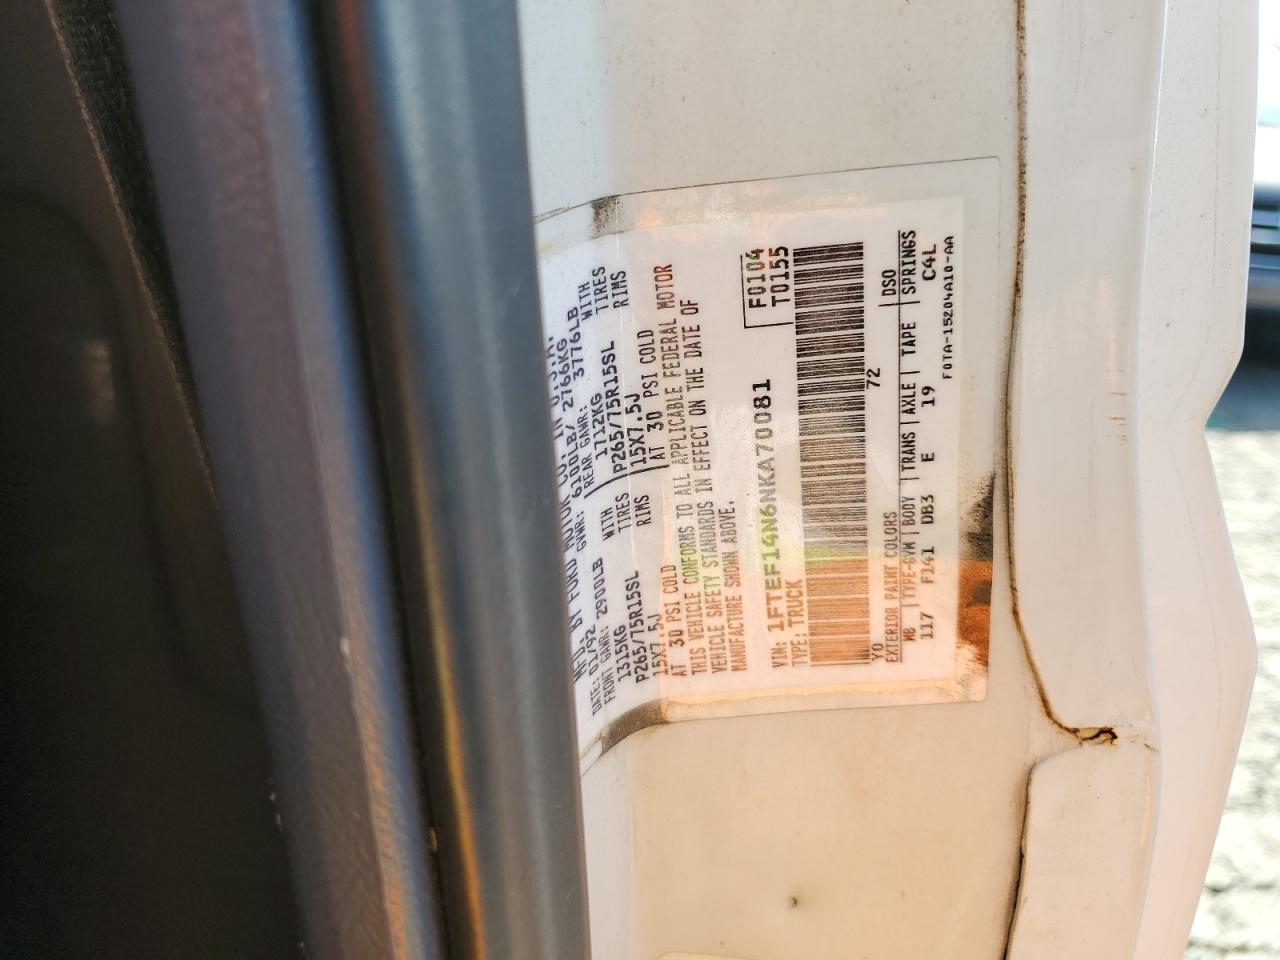 MFD. BY FORD MOTOR CO. IN U.S.A.
DATE: 01/92 GVWR: 6100LB/ 2766KG
FRONT GAWR: 2900LB REAR GAWR: 3776LB
1315KG WITH 1712KG WITH
P265/75R15SL TIRES P265/75R15SL TIRES
15X7.5J RIMS 15X7.5J RIMS
AT 30 PSI COLD AT 30 PSI COLD
THIS VEHICLE CONFORMS TO ALL APPLICABLE FEDERAL MOTOR
VEHICLE SAFETY STANDARDS IN EFFECT ON THE DATE OF
MANUFACTURE SHOWN ABOVE.
F0104
T0155
VIN: 1FTEF14N6NKA70081
TYPE: TRUCK
72
YO
EXTERIOR PAINT COLORS DSO
WB TYPE-GVW BODY TRANS AXLE TAPE SPRINGS
117 F141 DB3 E 19 C4L
F0TA-15204A10-AA